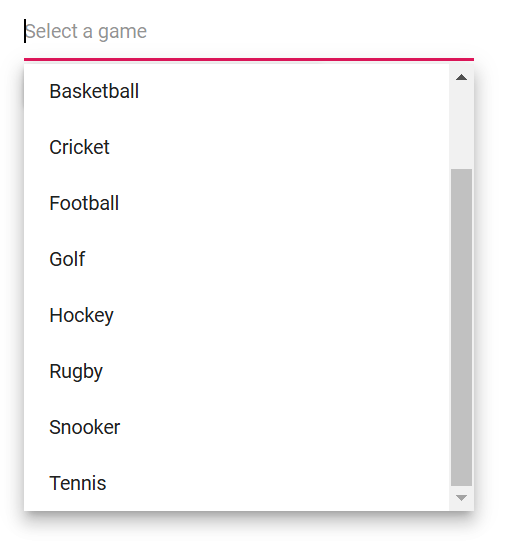 Select a game
Basketball
Cricket
Football
Golf
Hockey
Rugby
Snooker
Tennis